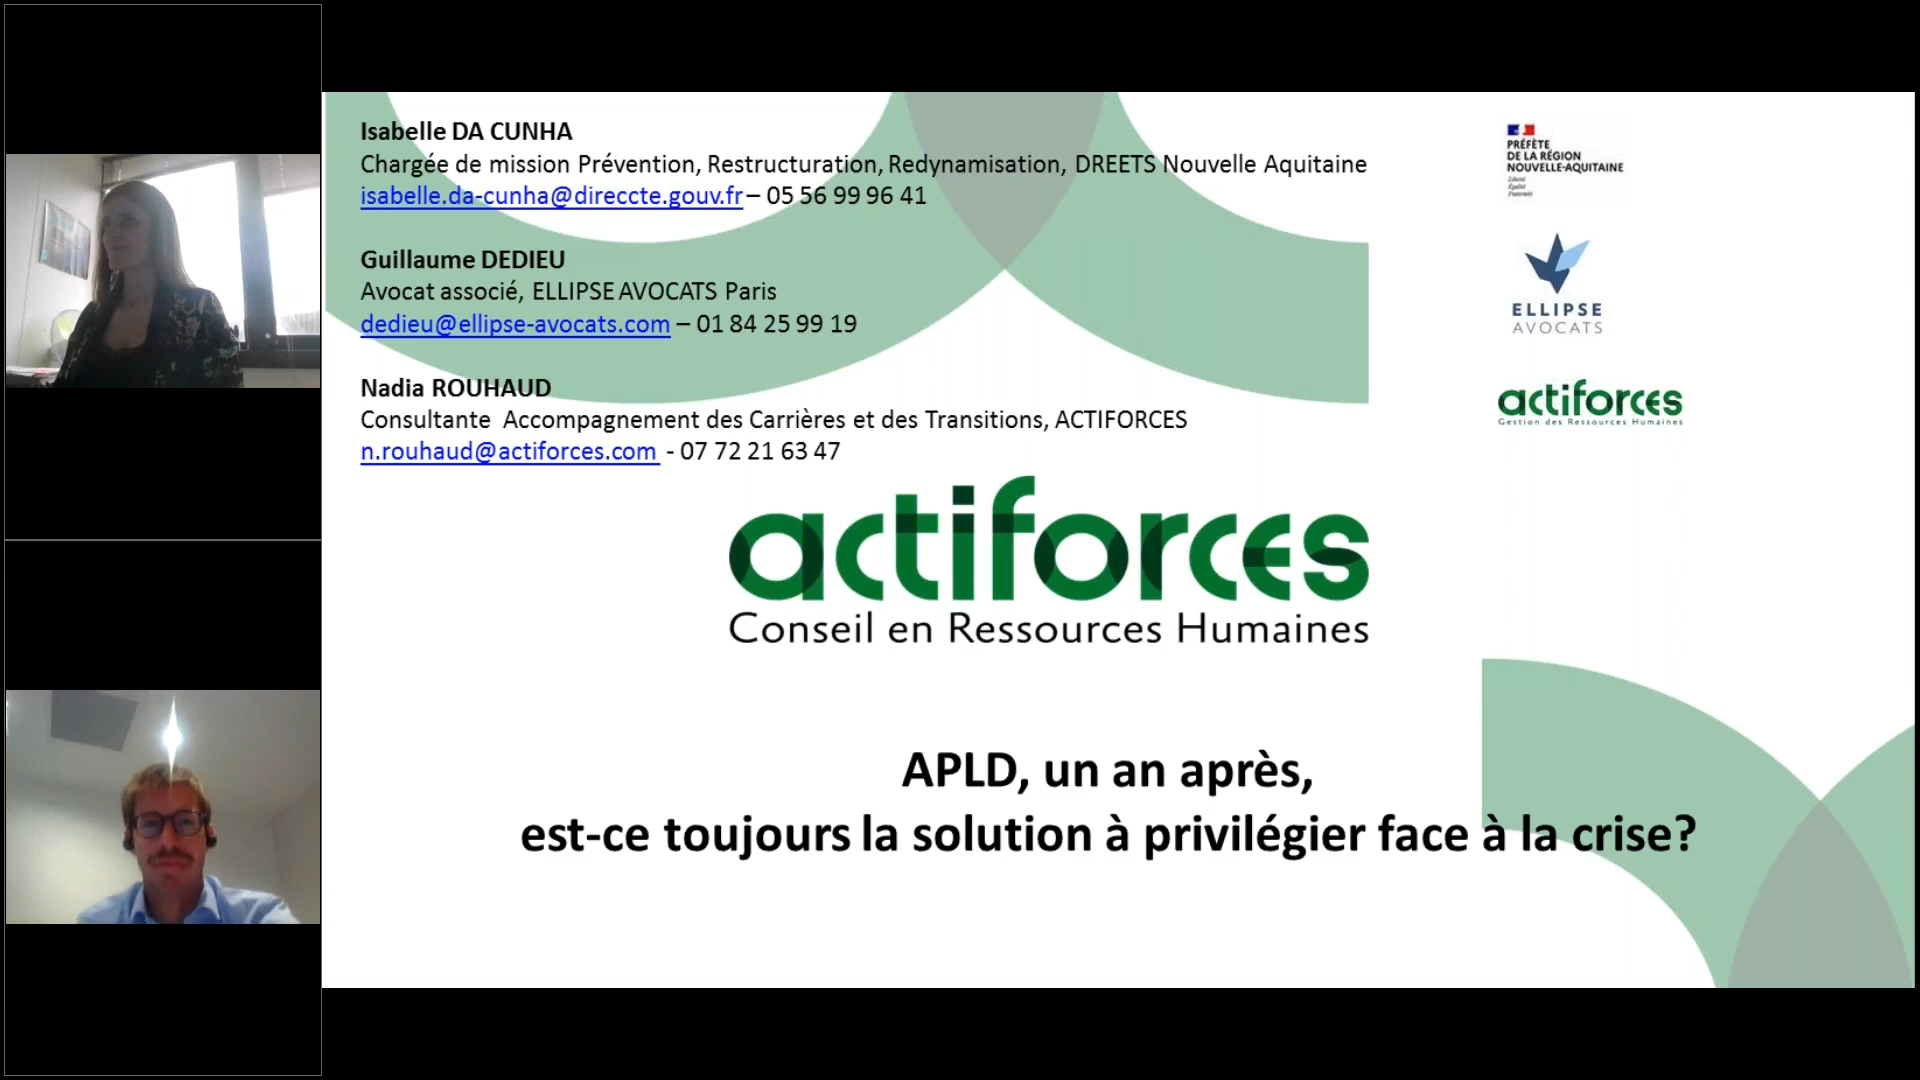 Isabelle DA CUNHA
Chargée de mission Prévention, Restructuration, Redynamisation, DREETS Nouvelle Aquitaine
isabelle.da-cunha@direccte.gouv.fr – 05 56 99 96 41
Guillaume DEDIEU
Avocat associé, ELLIPSE AVOCATS Paris
dedieu@ellipse-avocats.com – 01 84 25 99 19
Nadia ROUHAUD
Consultante Accompagnement des Carrières et des Transitions, ACTIFORCES
n.rouhaud@actiforces.com - 07 72 21 63 47
PRÉFÈTE
DE LA RÉGION
NOUVELLE-AQUITAINE
Liberté
Égalité
Fraternité
ELLIPSE
AVOCATS
actiforces
Gestion des Ressources Humaines
actiforces
Conseil en Ressources Humaines
APLD, un an après,
est-ce toujours la solution à privilégier face à la crise?